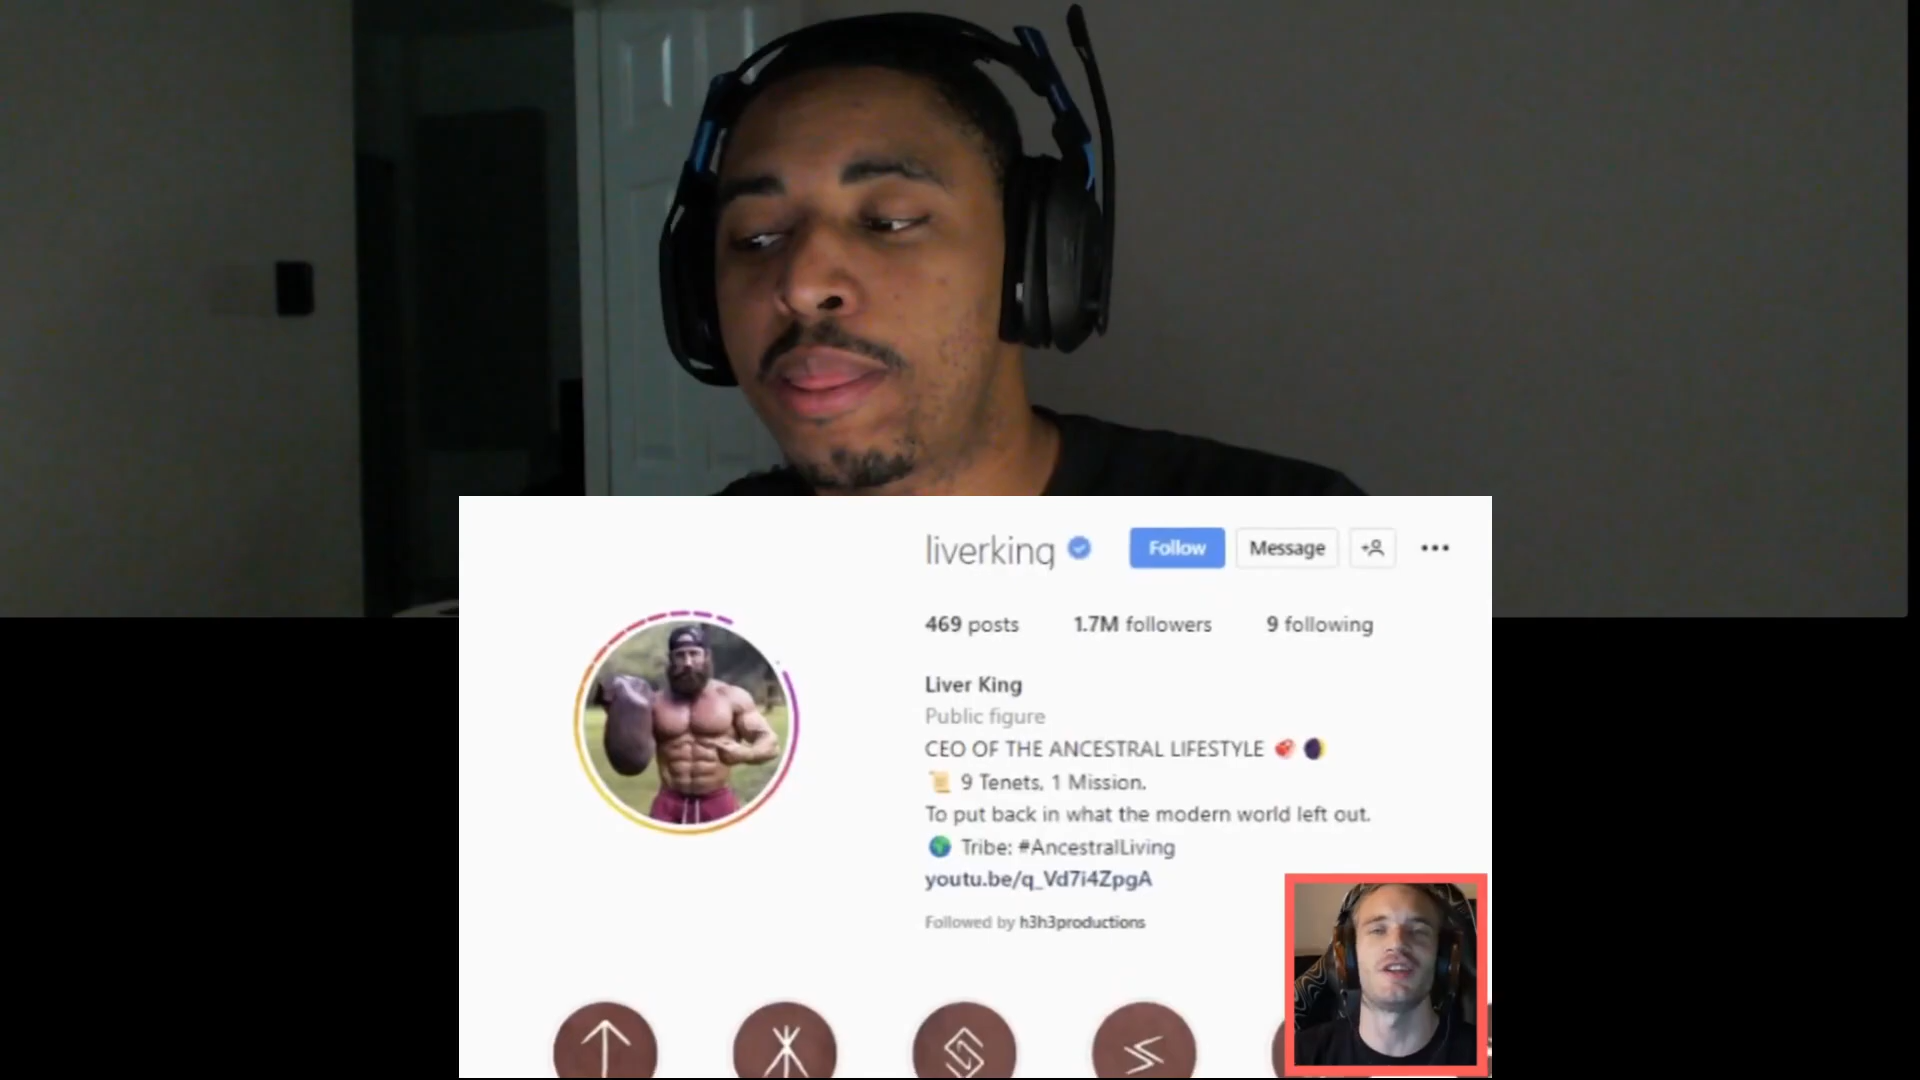 liverking Follow Message
469 posts 1.7M followers 9 following
Liver King
Public figure
CEO OF THE ANCESTRAL LIFESTYLE
9 Tenets, 1 Mission.
To put back in what the modern world left out.
Tribe: #AncestralLiving
youtu.be/q_Vd7i4ZpgA
Followed by h3h3productions